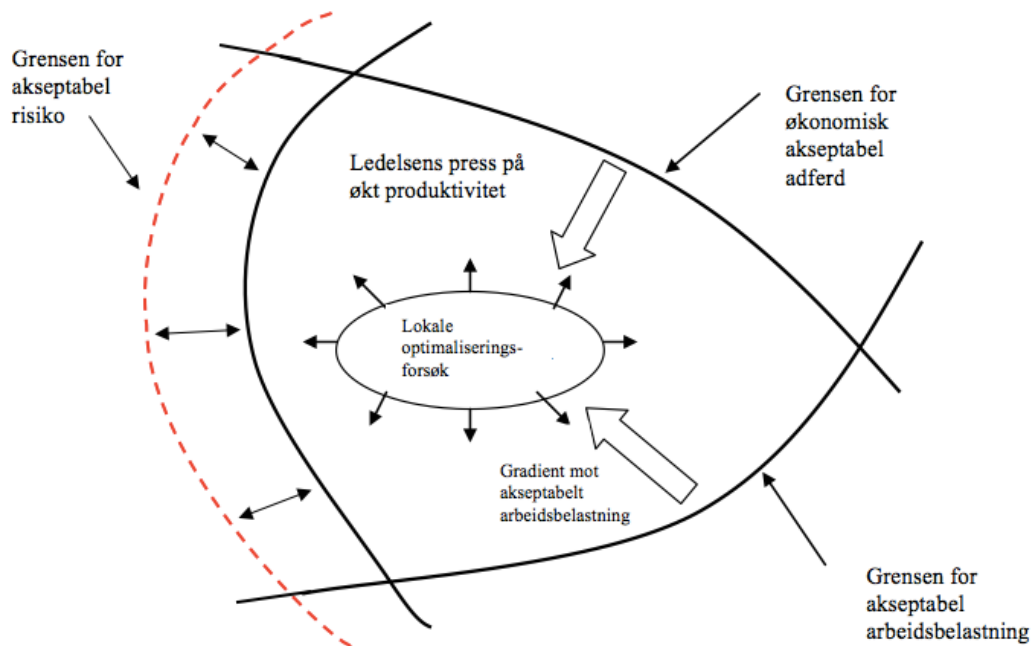 Grensen for
akseptabel
risiko
Ledelsens press på
økt produktivitet
Grensen for
økonomisk
akseptabel
adferd
Lokale
optimaliserings-
forsøk
Gradient mot
akseptabelt
arbeidsbelastning
Grensen for
akseptabel
arbeidsbelastning